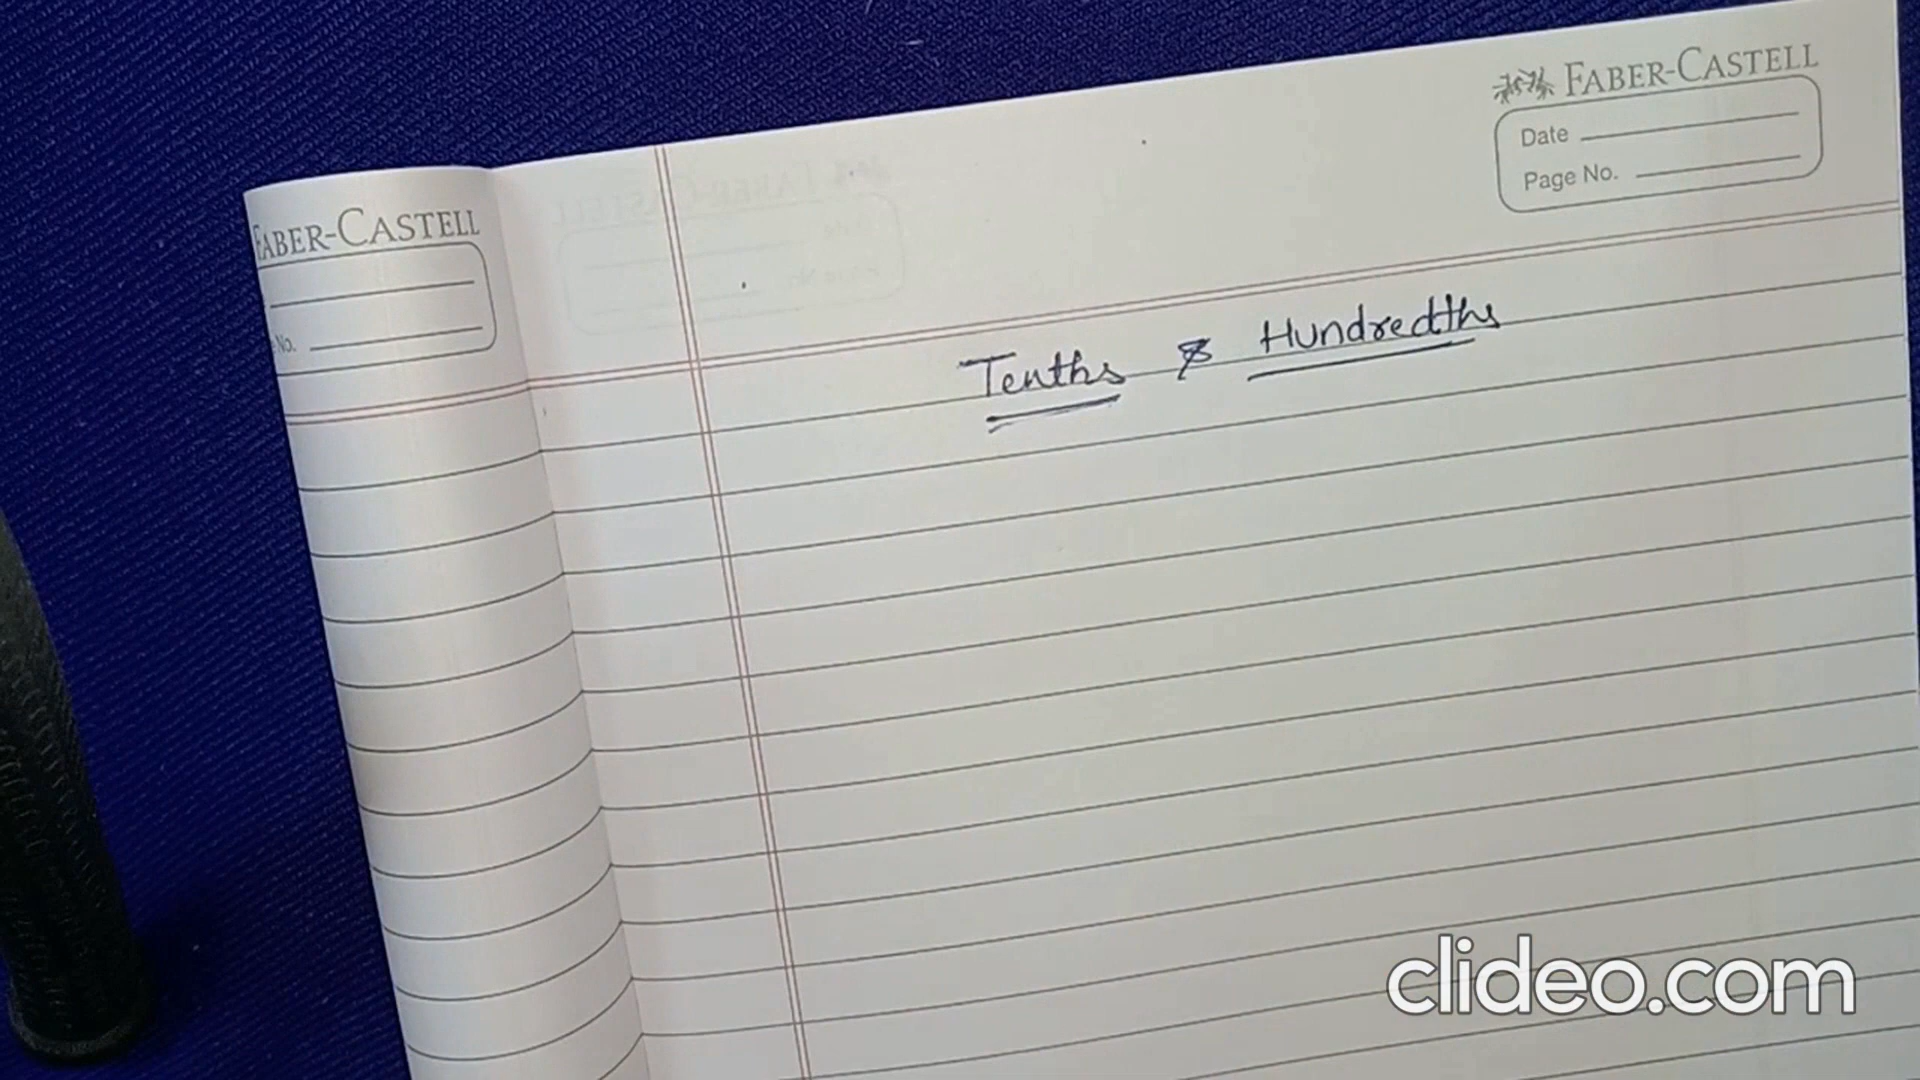 FABER-CASTELL
Date
Page No.
FABER-CASTELL
No.
Tenths & Hundredths
clideo.com